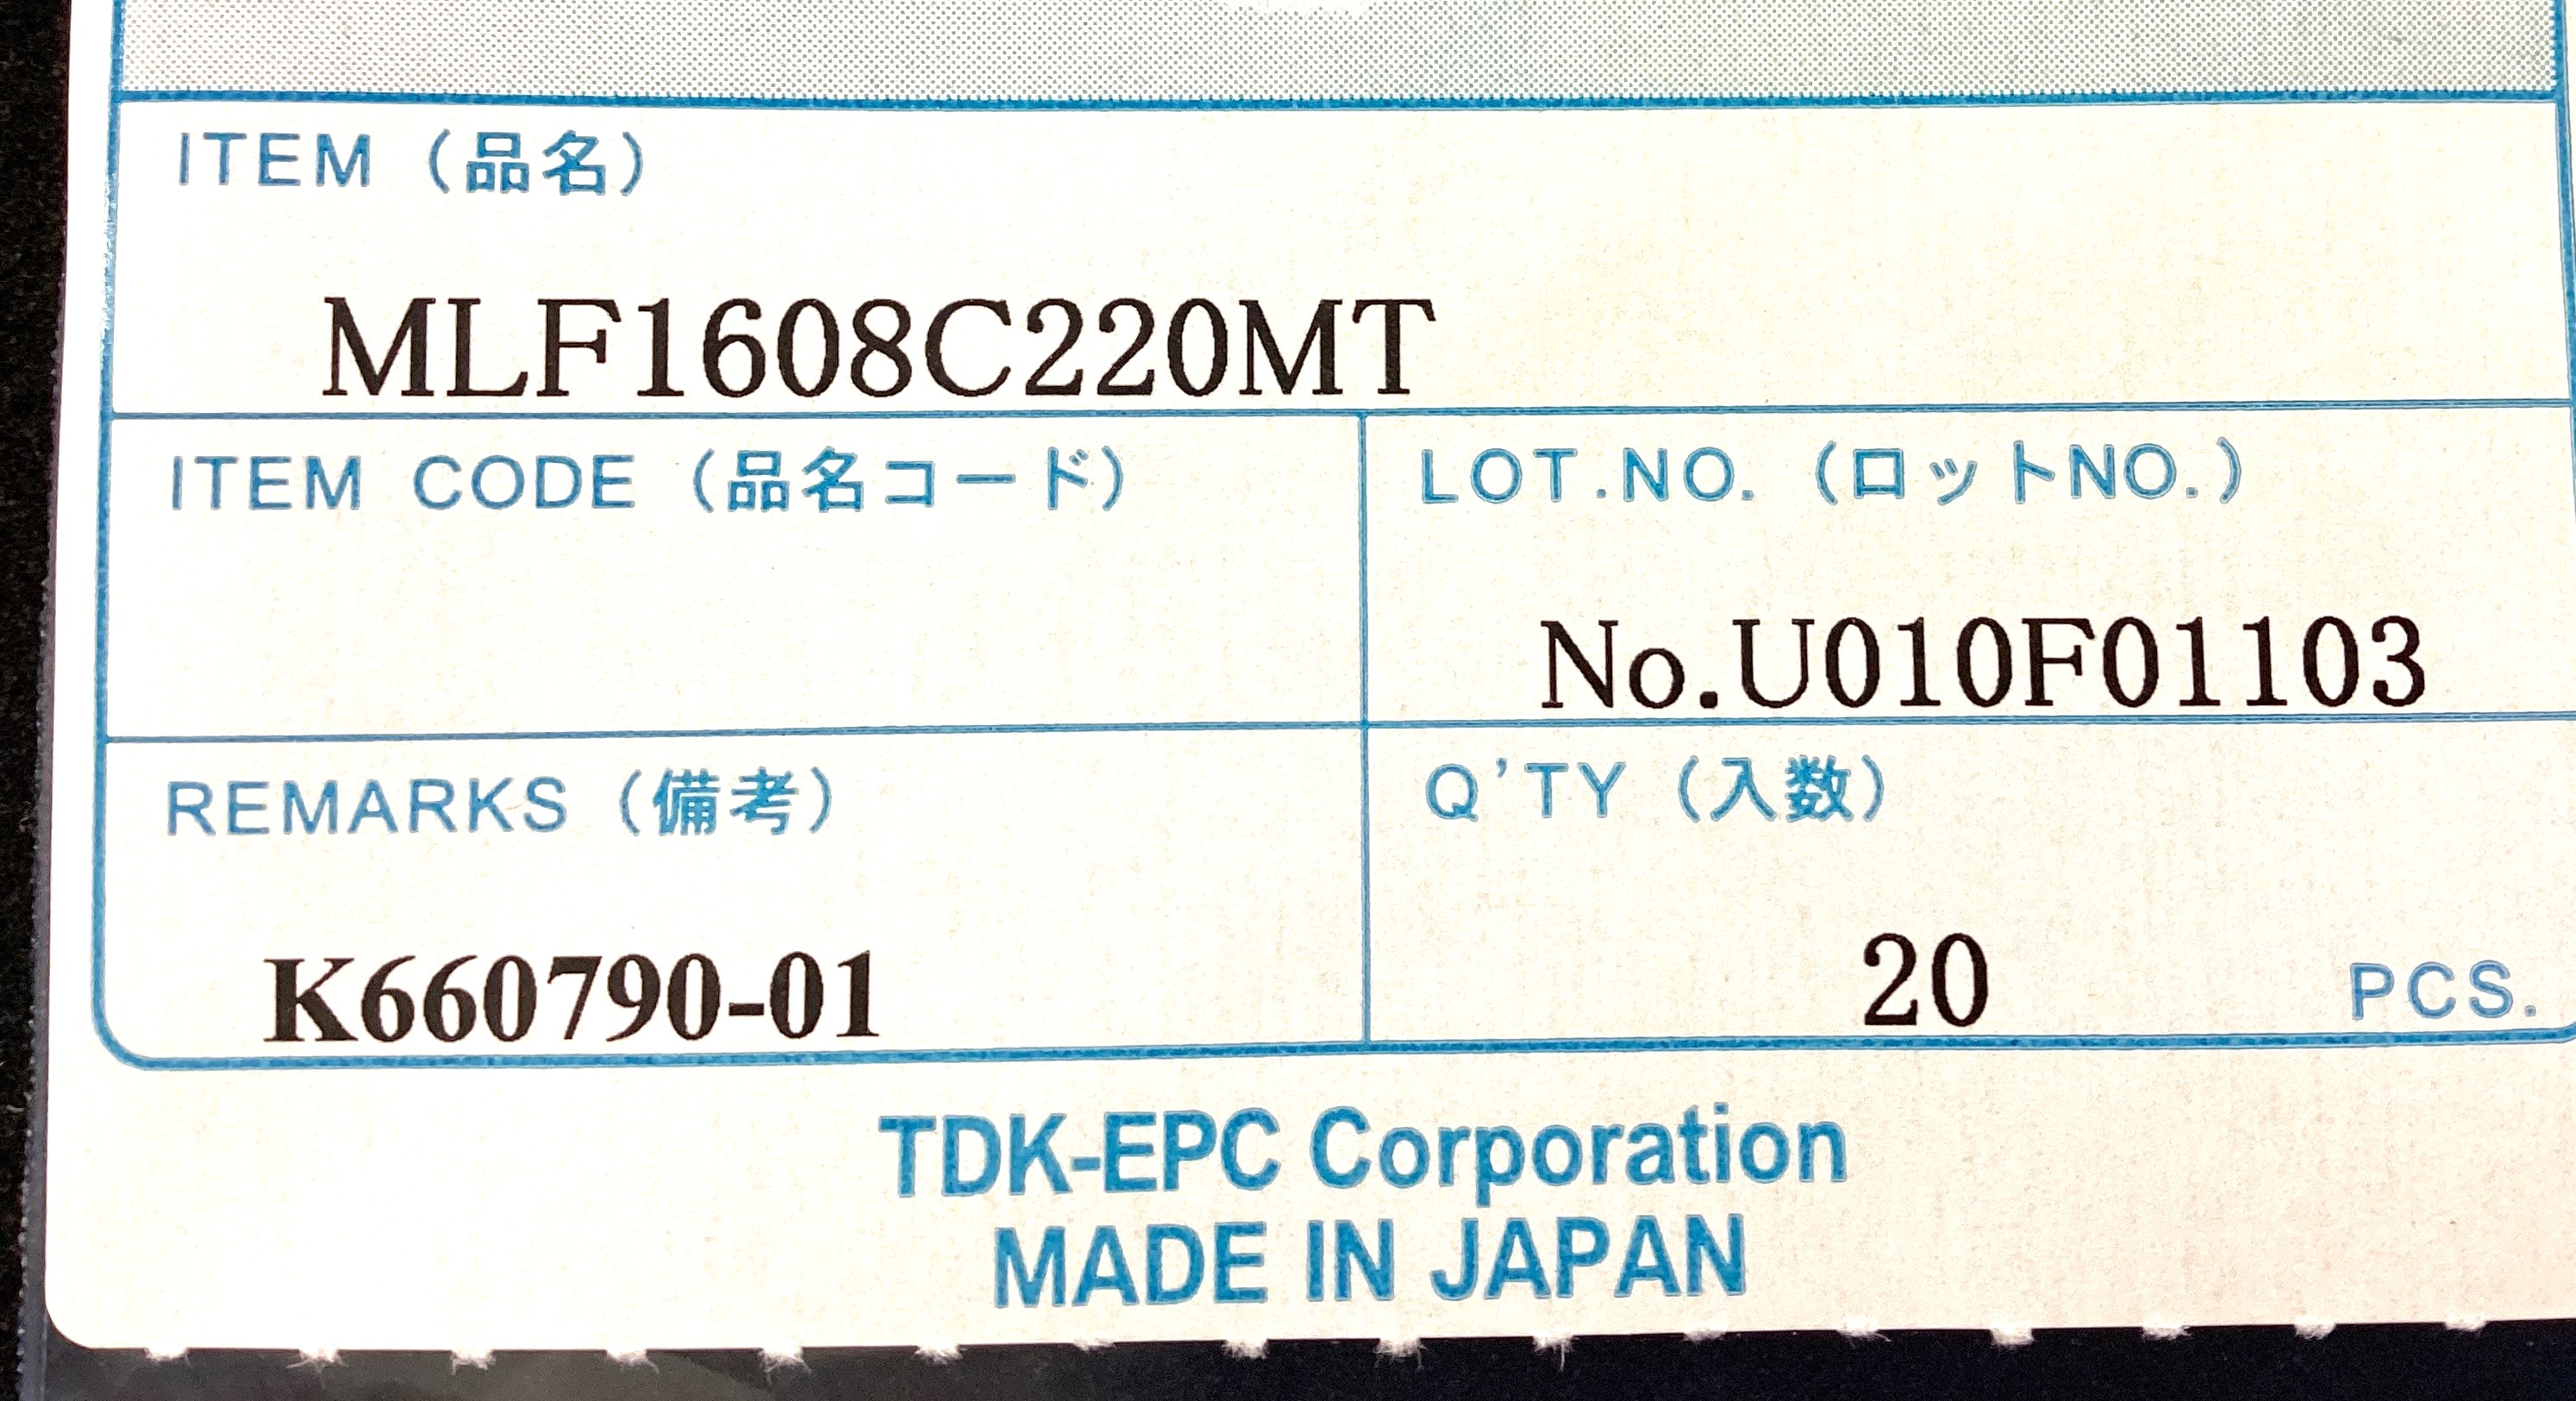 ITEM（品名）
MLF1608C220MT
ITEM CODE（品名コード）
LOT.NO.（ロットNO.）
No.U010F01103
REMARKS（備考）
K660790-01
Q'TY（入数）
20 PCS.
TDK-EPC Corporation
MADE IN JAPAN